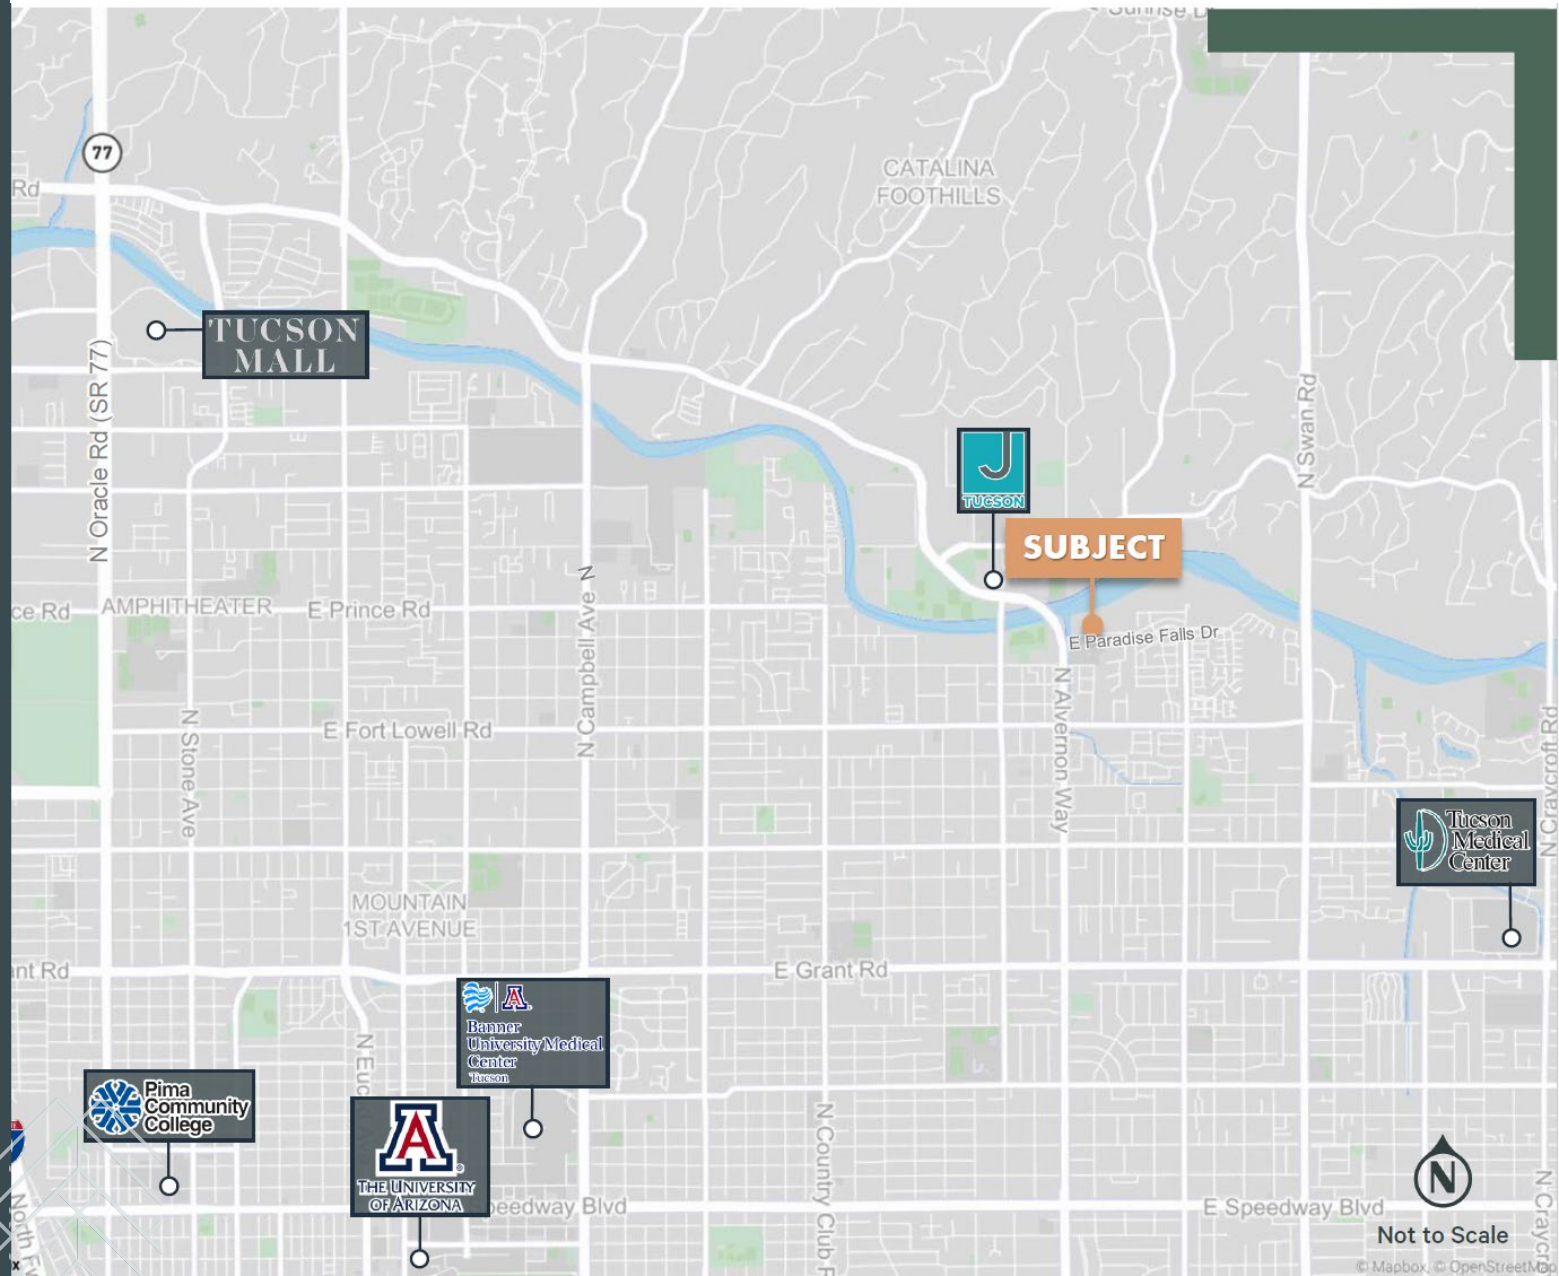 Sunrise D
77
Rd
CATALINA
FOOTHILLS
TUCSON
MALL
N Oracle Rd (SR 77)
N Swan Rd
J
TUCSON
SUBJECT
ce Rd
AMPHITHEATER
E Prince Rd
N Campbell Ave N
E Paradise Falls Dr
N Stone Ave
E Fort Lowell Rd
N Alvernon Way
N Craycroft Rd
Tucson
Medical
Center
MOUNTAIN
1ST AVENUE
nt Rd
E Grant Rd
A
Banner
University Medical
Center
Tucson
N Euc
Pima
Community
College
A
THE UNIVERSITY
OF ARIZONA
peedway Blvd
N Country Club R
E Speedway Blvd
N
Not to Scale
N Craycr
North Fw
x
© Mapbox, © OpenStreetMap